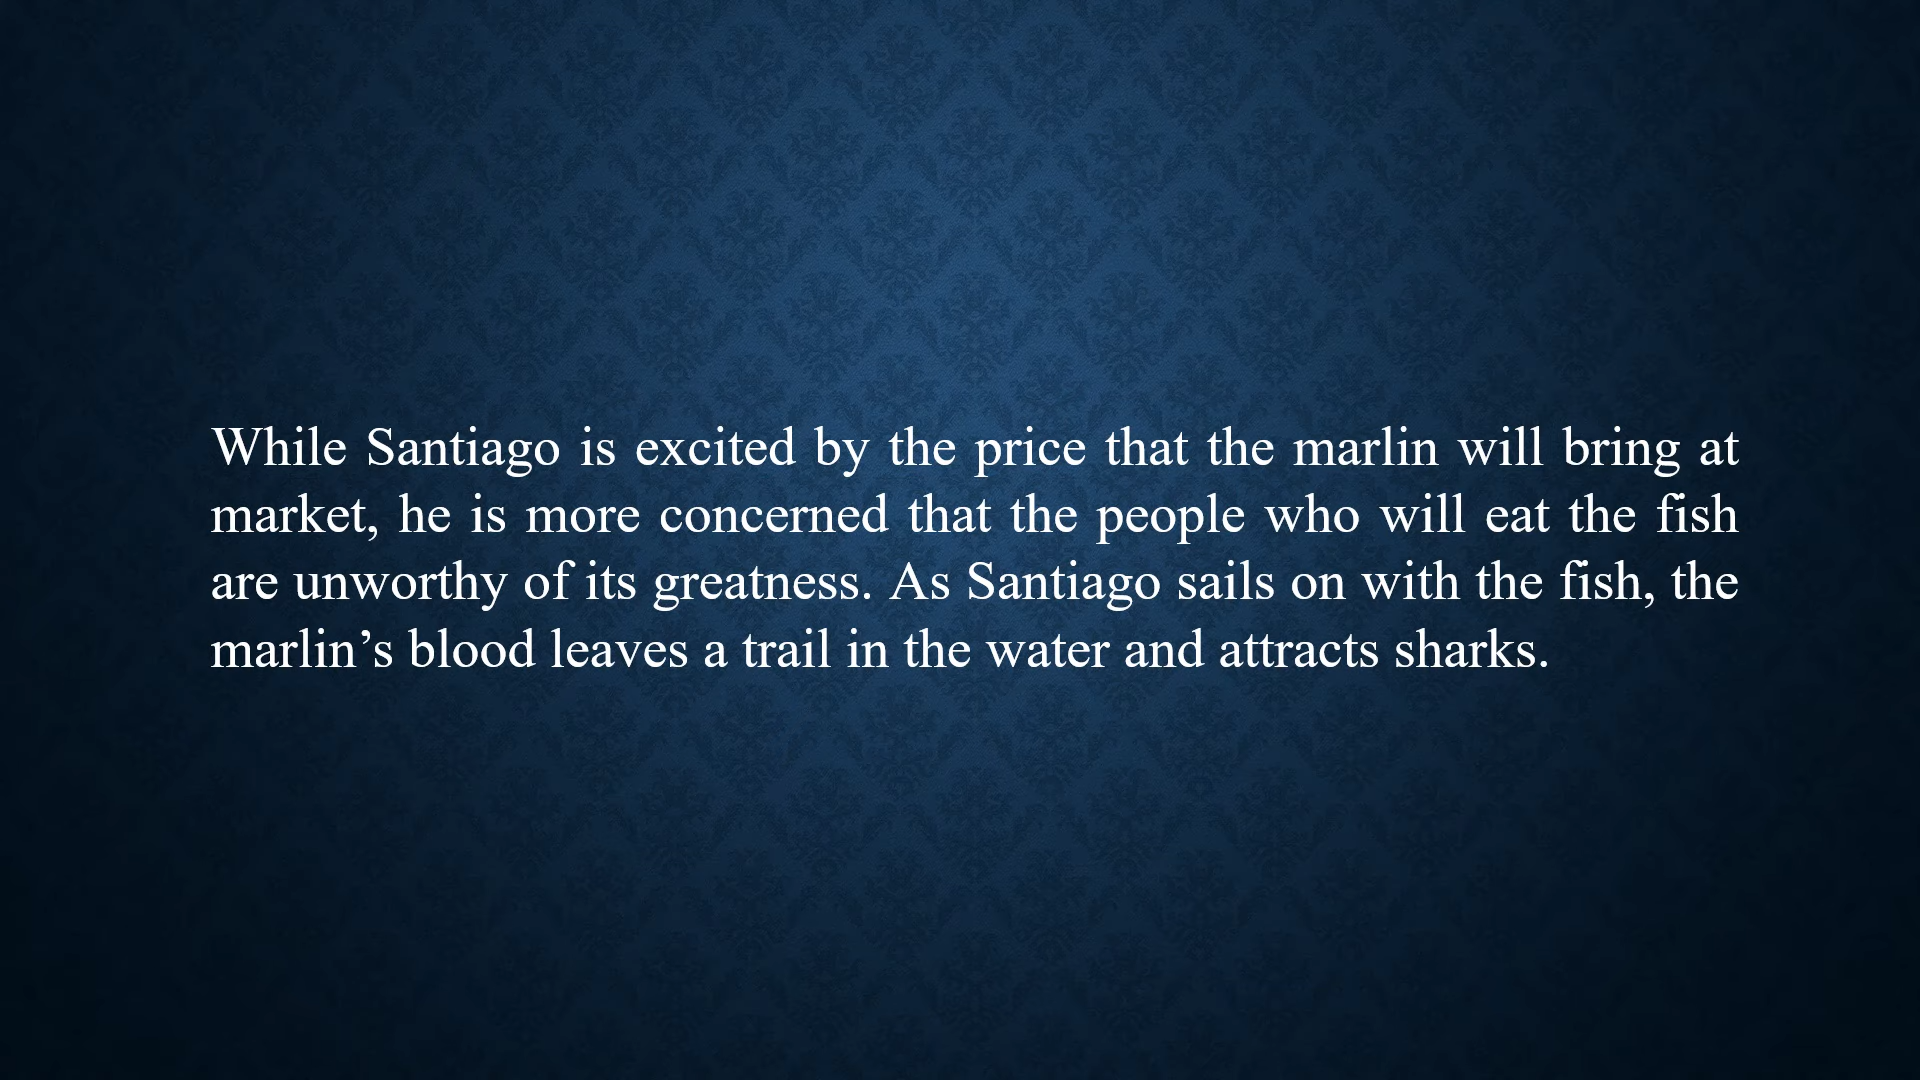 While Santiago is excited by the price that the marlin will bring at
market, he is more concerned that the people who will eat the fish
are unworthy of its greatness. As Santiago sails on with the fish, the
marlin’s blood leaves a trail in the water and attracts sharks.